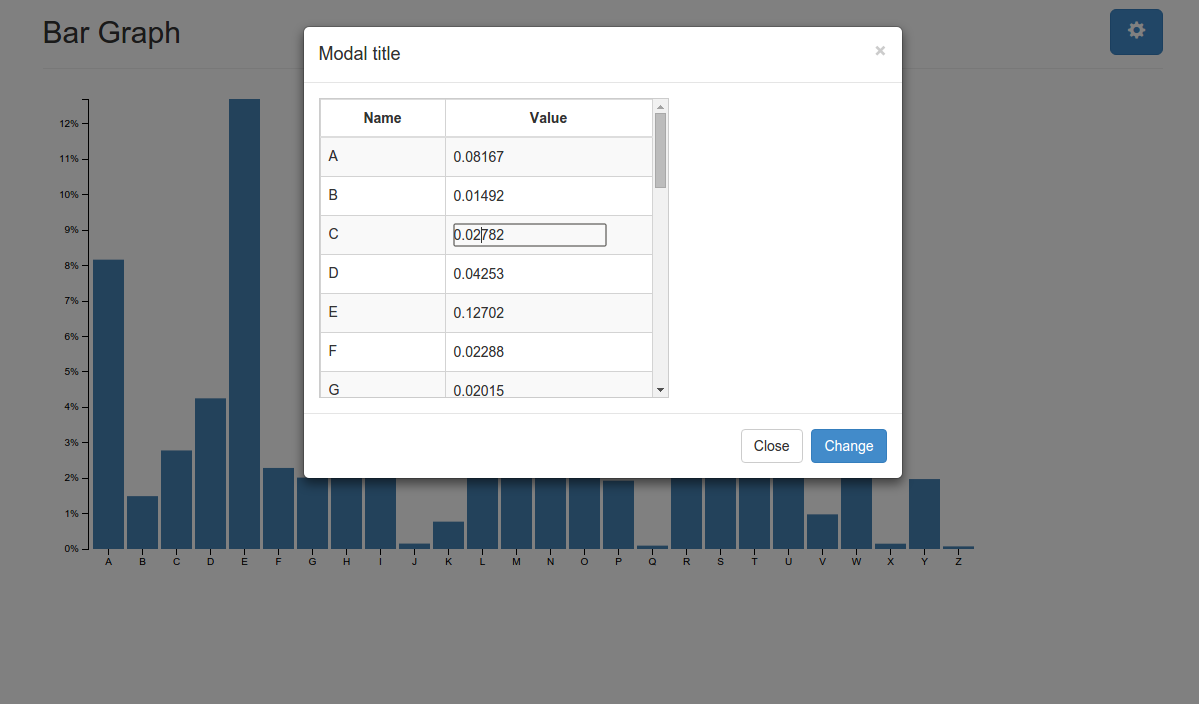 Bar Graph
Modal title
×
Name Value
A 0.08167
B 0.01492
C 0.02782
D 0.04253
E 0.12702
F 0.02288
G 0.02015
Close Change
12%
11%
10%
9%
8%
7%
6%
5%
4%
3%
2%
1%
0%
A B C D E F G H I J K L M N O P Q R S T U V W X Y Z